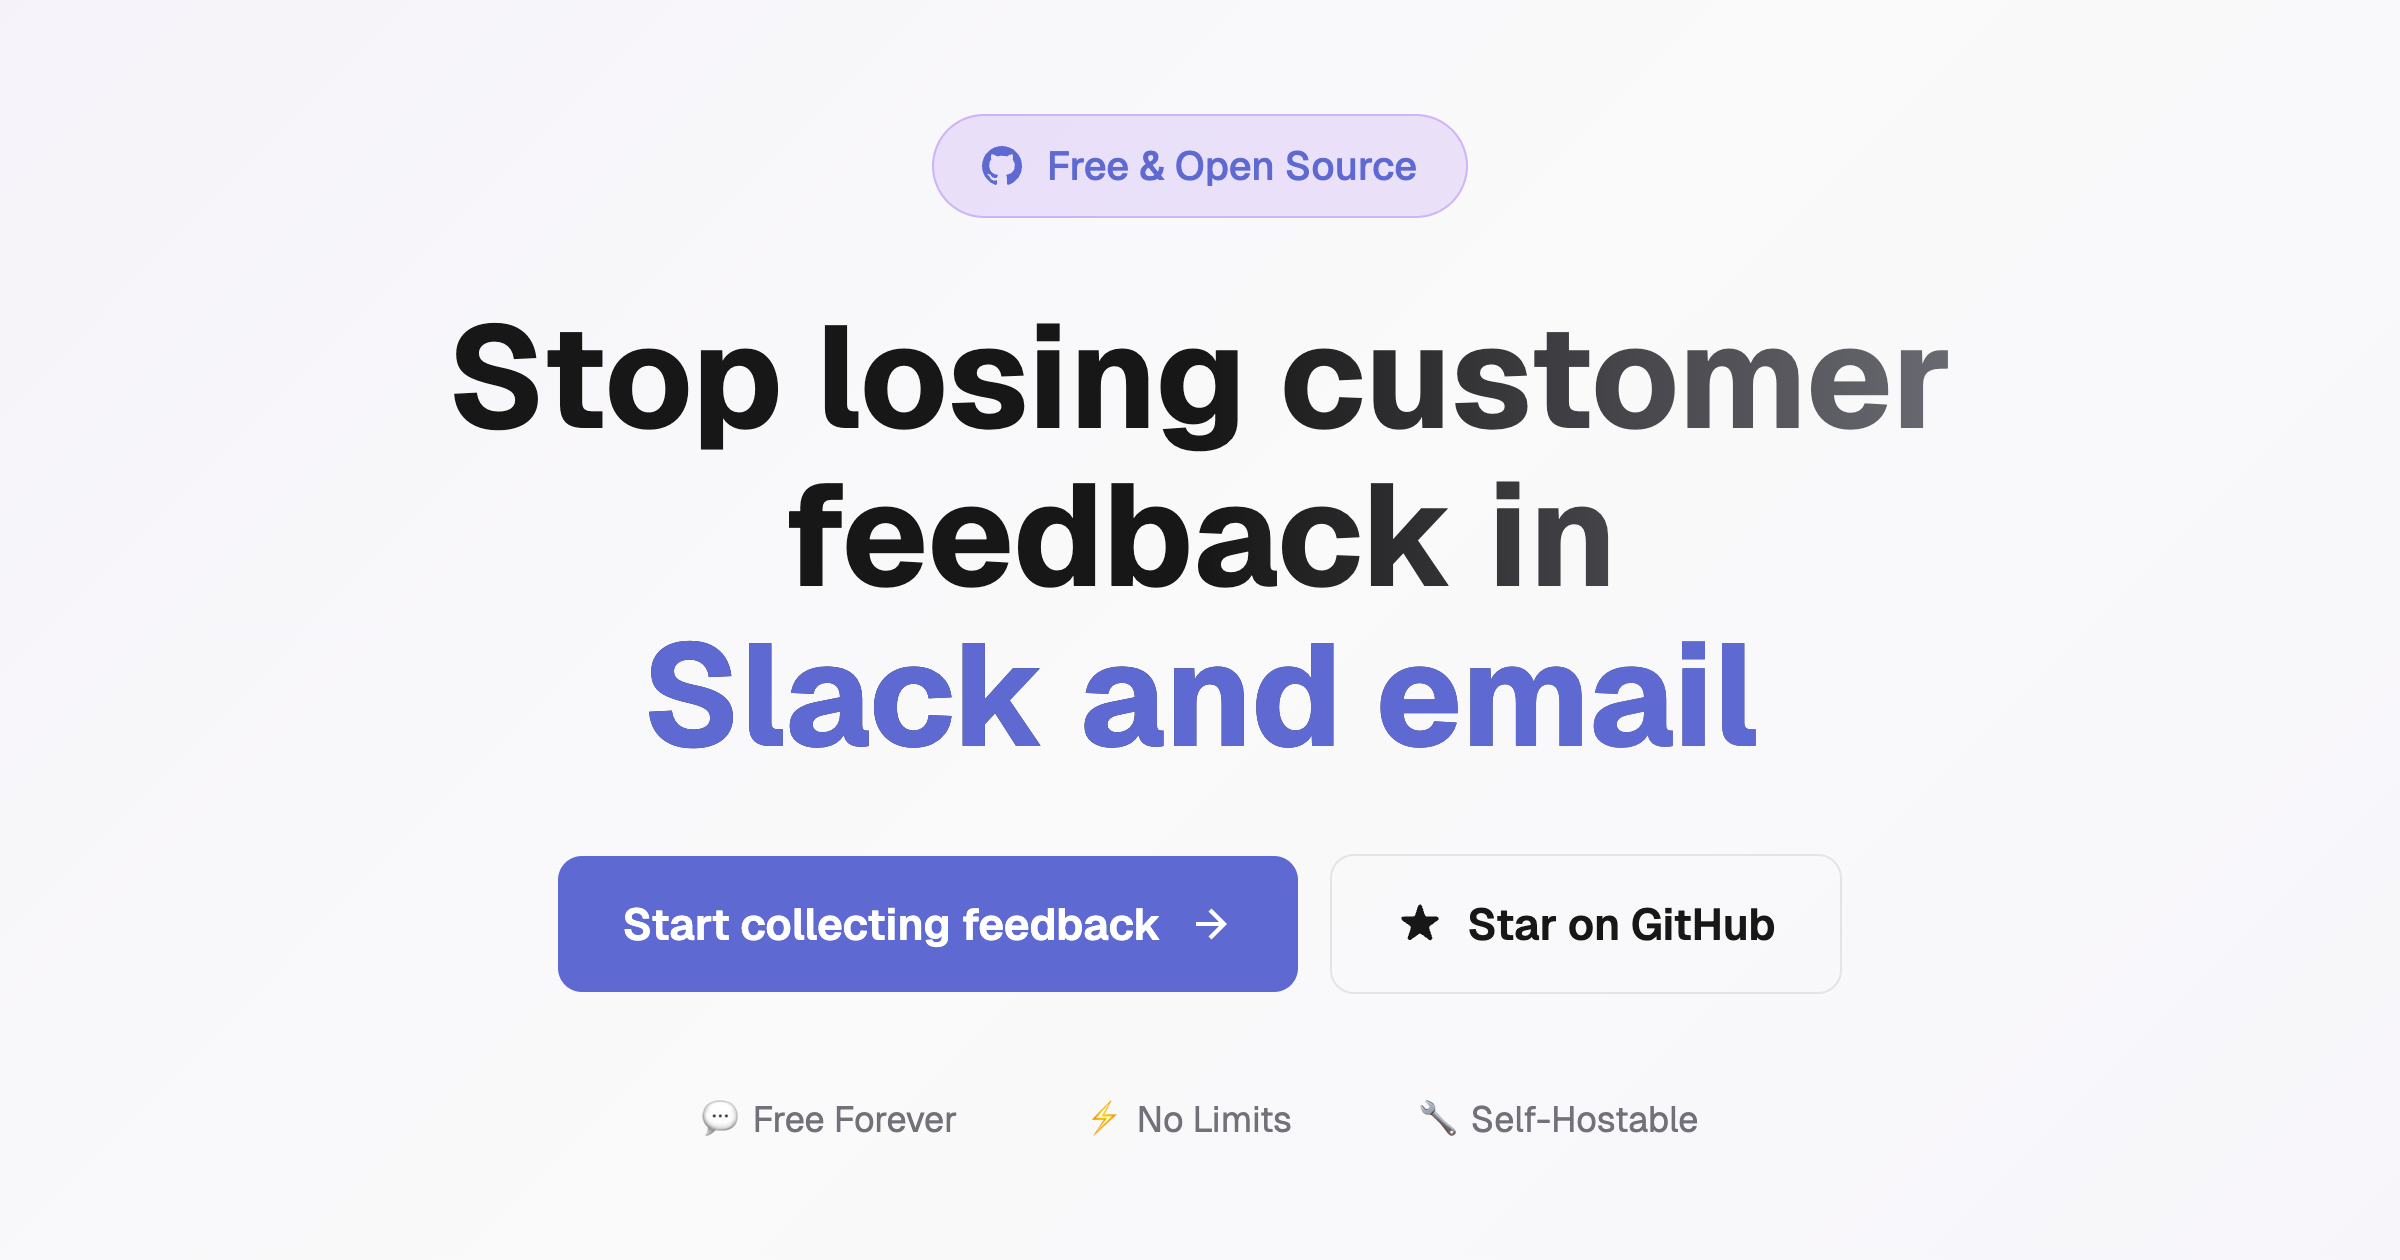 Free & Open Source
Stop losing customer
feedback in
Slack and email
Start collecting feedback →
★ Star on GitHub
💬 Free Forever
⚡ No Limits
🔧 Self-Hostable